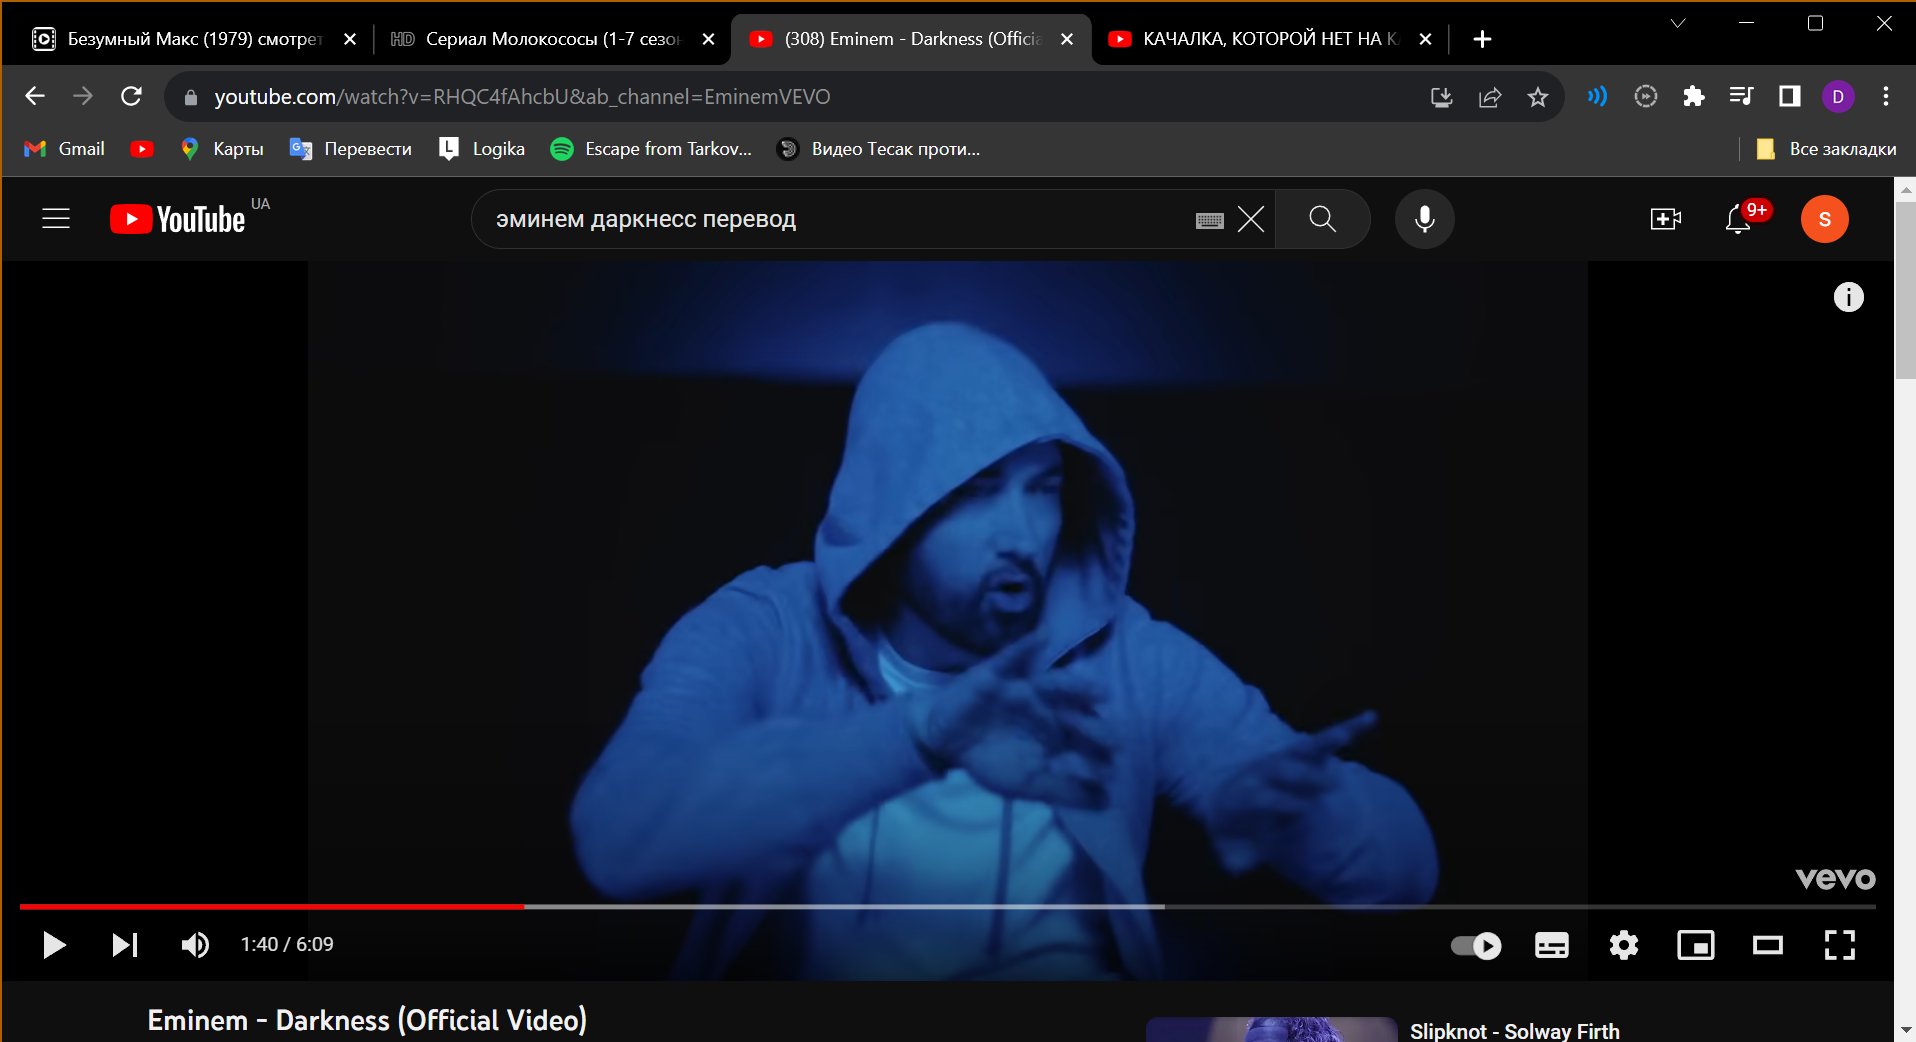 Безумный Макс (1979) смотрет
HD Сериал Молокососы (1-7 сезон
(308) Eminem - Darkness (Officia
КАЧАЛКА, КОТОРОЙ НЕТ НА К
youtube.com/watch?v=RHQC4fAhcbU&ab_channel=EminemVEVO
D
Gmail
Карты
Перевести
L Logika
Escape from Tarkov...
Видео Тесак проти...
Все закладки
YouTube UA
эминем даркнесс перевод
9+
S
i
vevo
1:40 / 6:09
Eminem - Darkness (Official Video)
Slipknot - Solway Firth